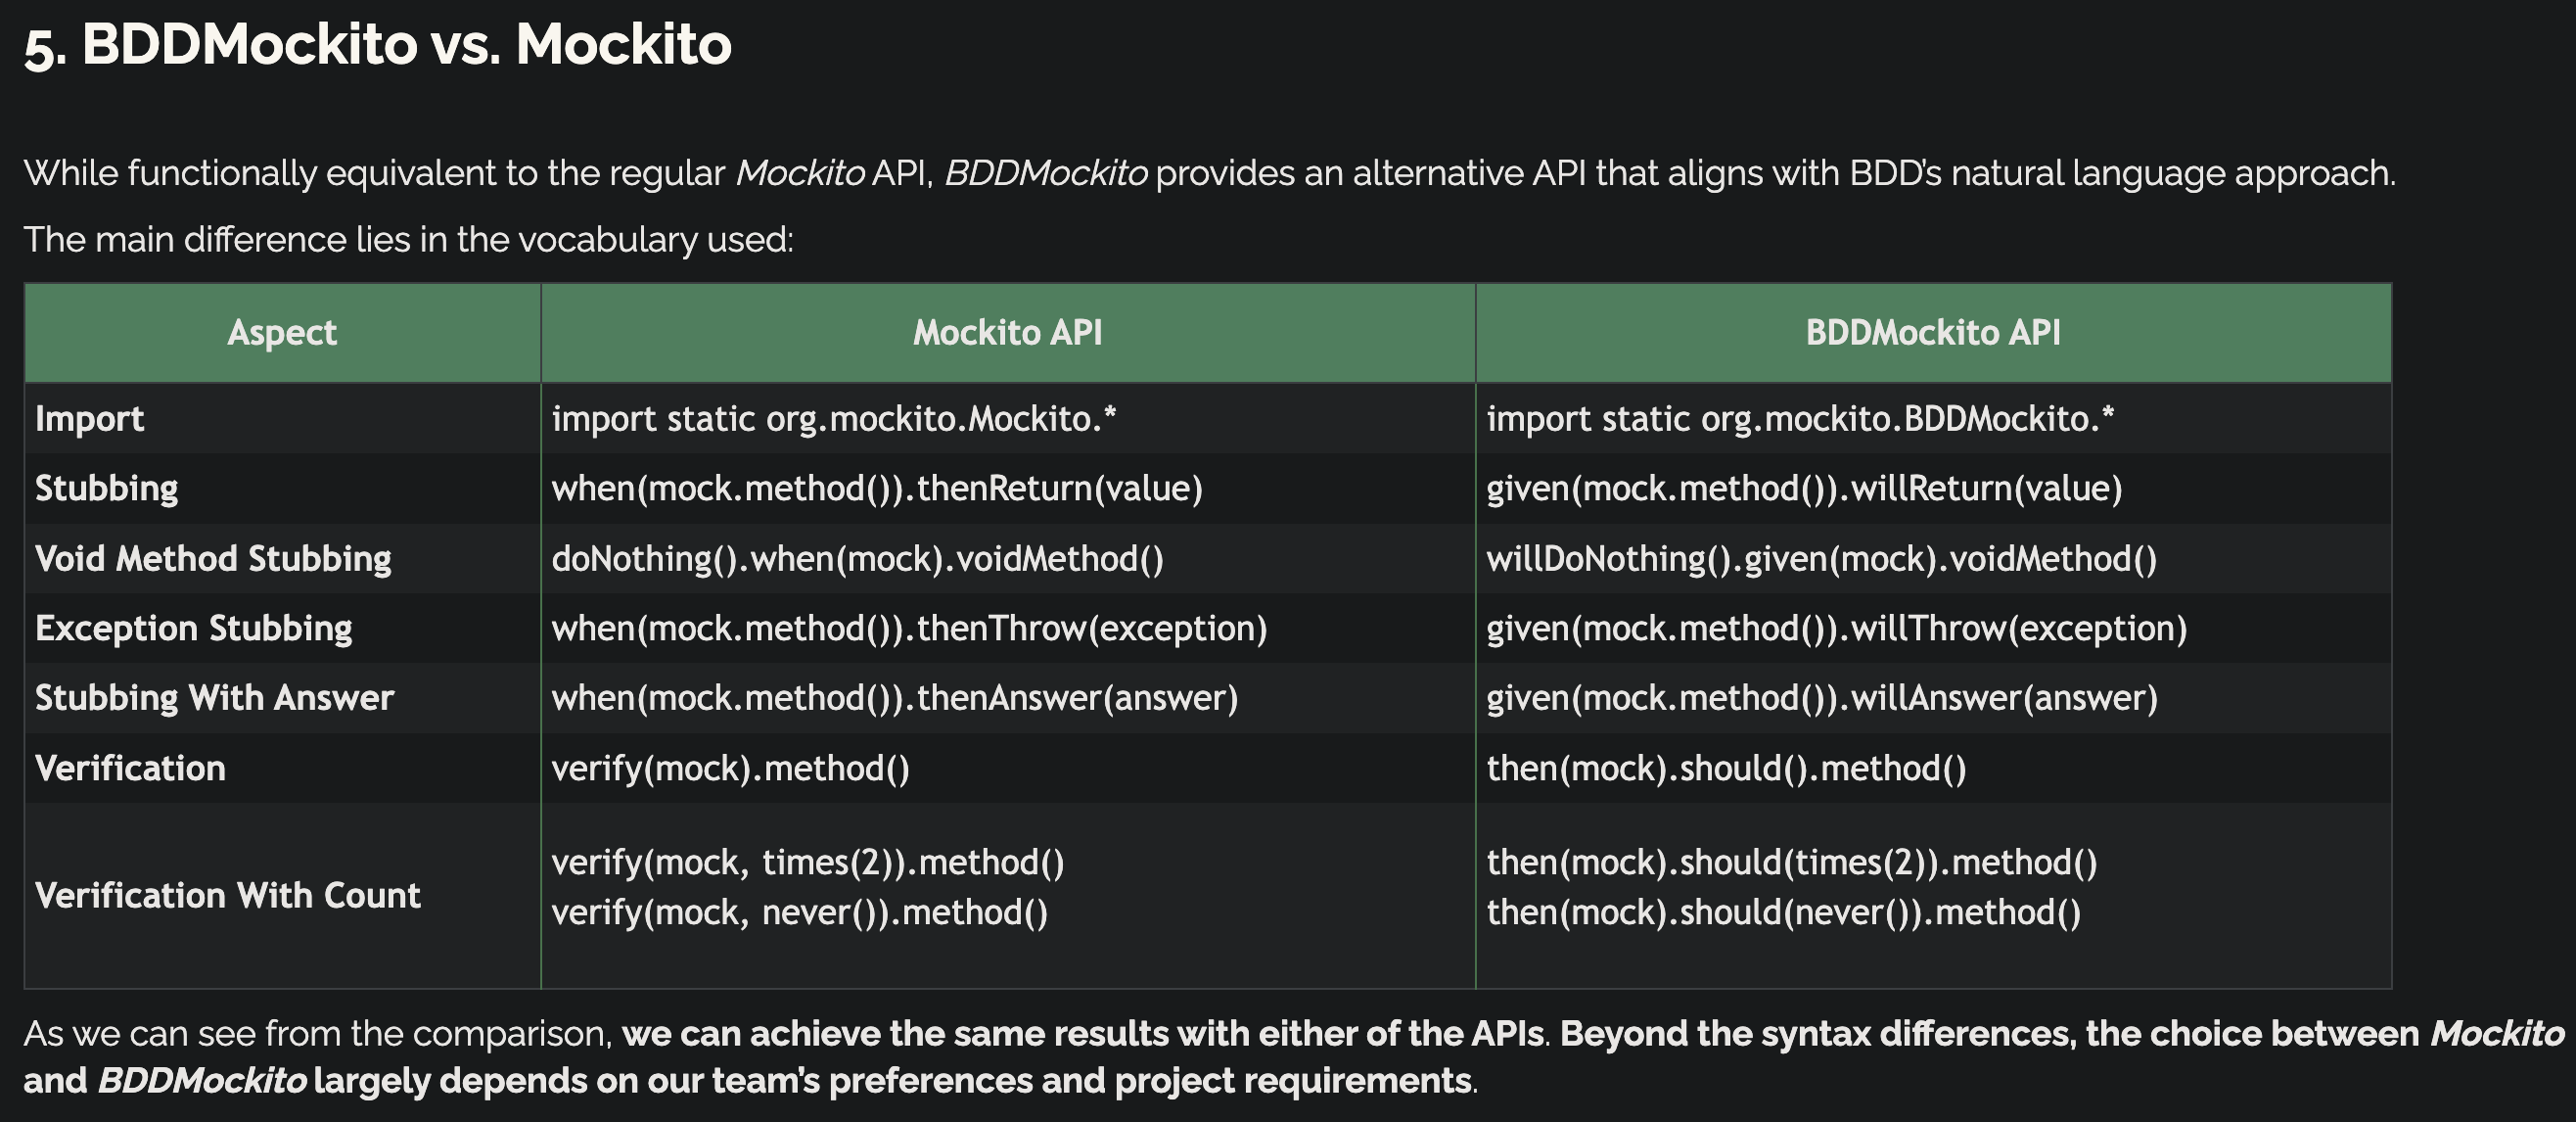 5. BDDMockito vs. Mockito
While functionally equivalent to the regular Mockito API, BDDMockito provides an alternative API that aligns with BDD’s natural language approach.
The main difference lies in the vocabulary used:
Aspect Mockito API BDDMockito API
Import import static org.mockito.Mockito.* import static org.mockito.BDDMockito.*
Stubbing when(mock.method()).thenReturn(value) given(mock.method()).willReturn(value)
Void Method Stubbing doNothing().when(mock).voidMethod() willDoNothing().given(mock).voidMethod()
Exception Stubbing when(mock.method()).thenThrow(exception) given(mock.method()).willThrow(exception)
Stubbing With Answer when(mock.method()).thenAnswer(answer) given(mock.method()).willAnswer(answer)
Verification verify(mock).method() then(mock).should().method()
Verification With Count
verify(mock, times(2)).method()
verify(mock, never()).method()
then(mock).should(times(2)).method()
then(mock).should(never()).method()
As we can see from the comparison, we can achieve the same results with either of the APIs. Beyond the syntax differences, the choice between Mockito
and BDDMockito largely depends on our team’s preferences and project requirements.